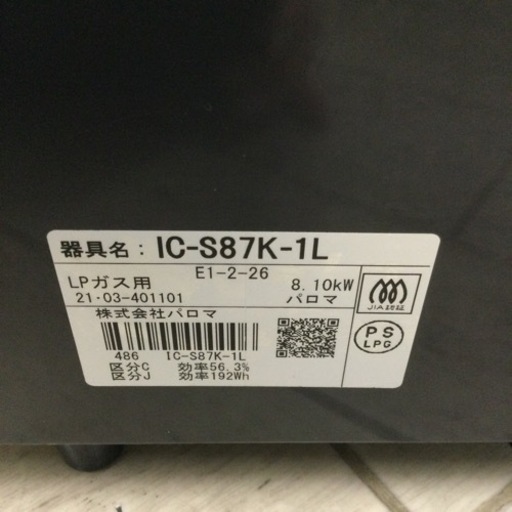 器具名：IC-S87K-1L
E1-2-26
LPガス用 8.10kW
21・03-401101 パロマ
株式会社パロマ
JIA認証
PS
LPG
486 IC-S87K-1L
区分C 効率56.3%
区分J 効率192Wh